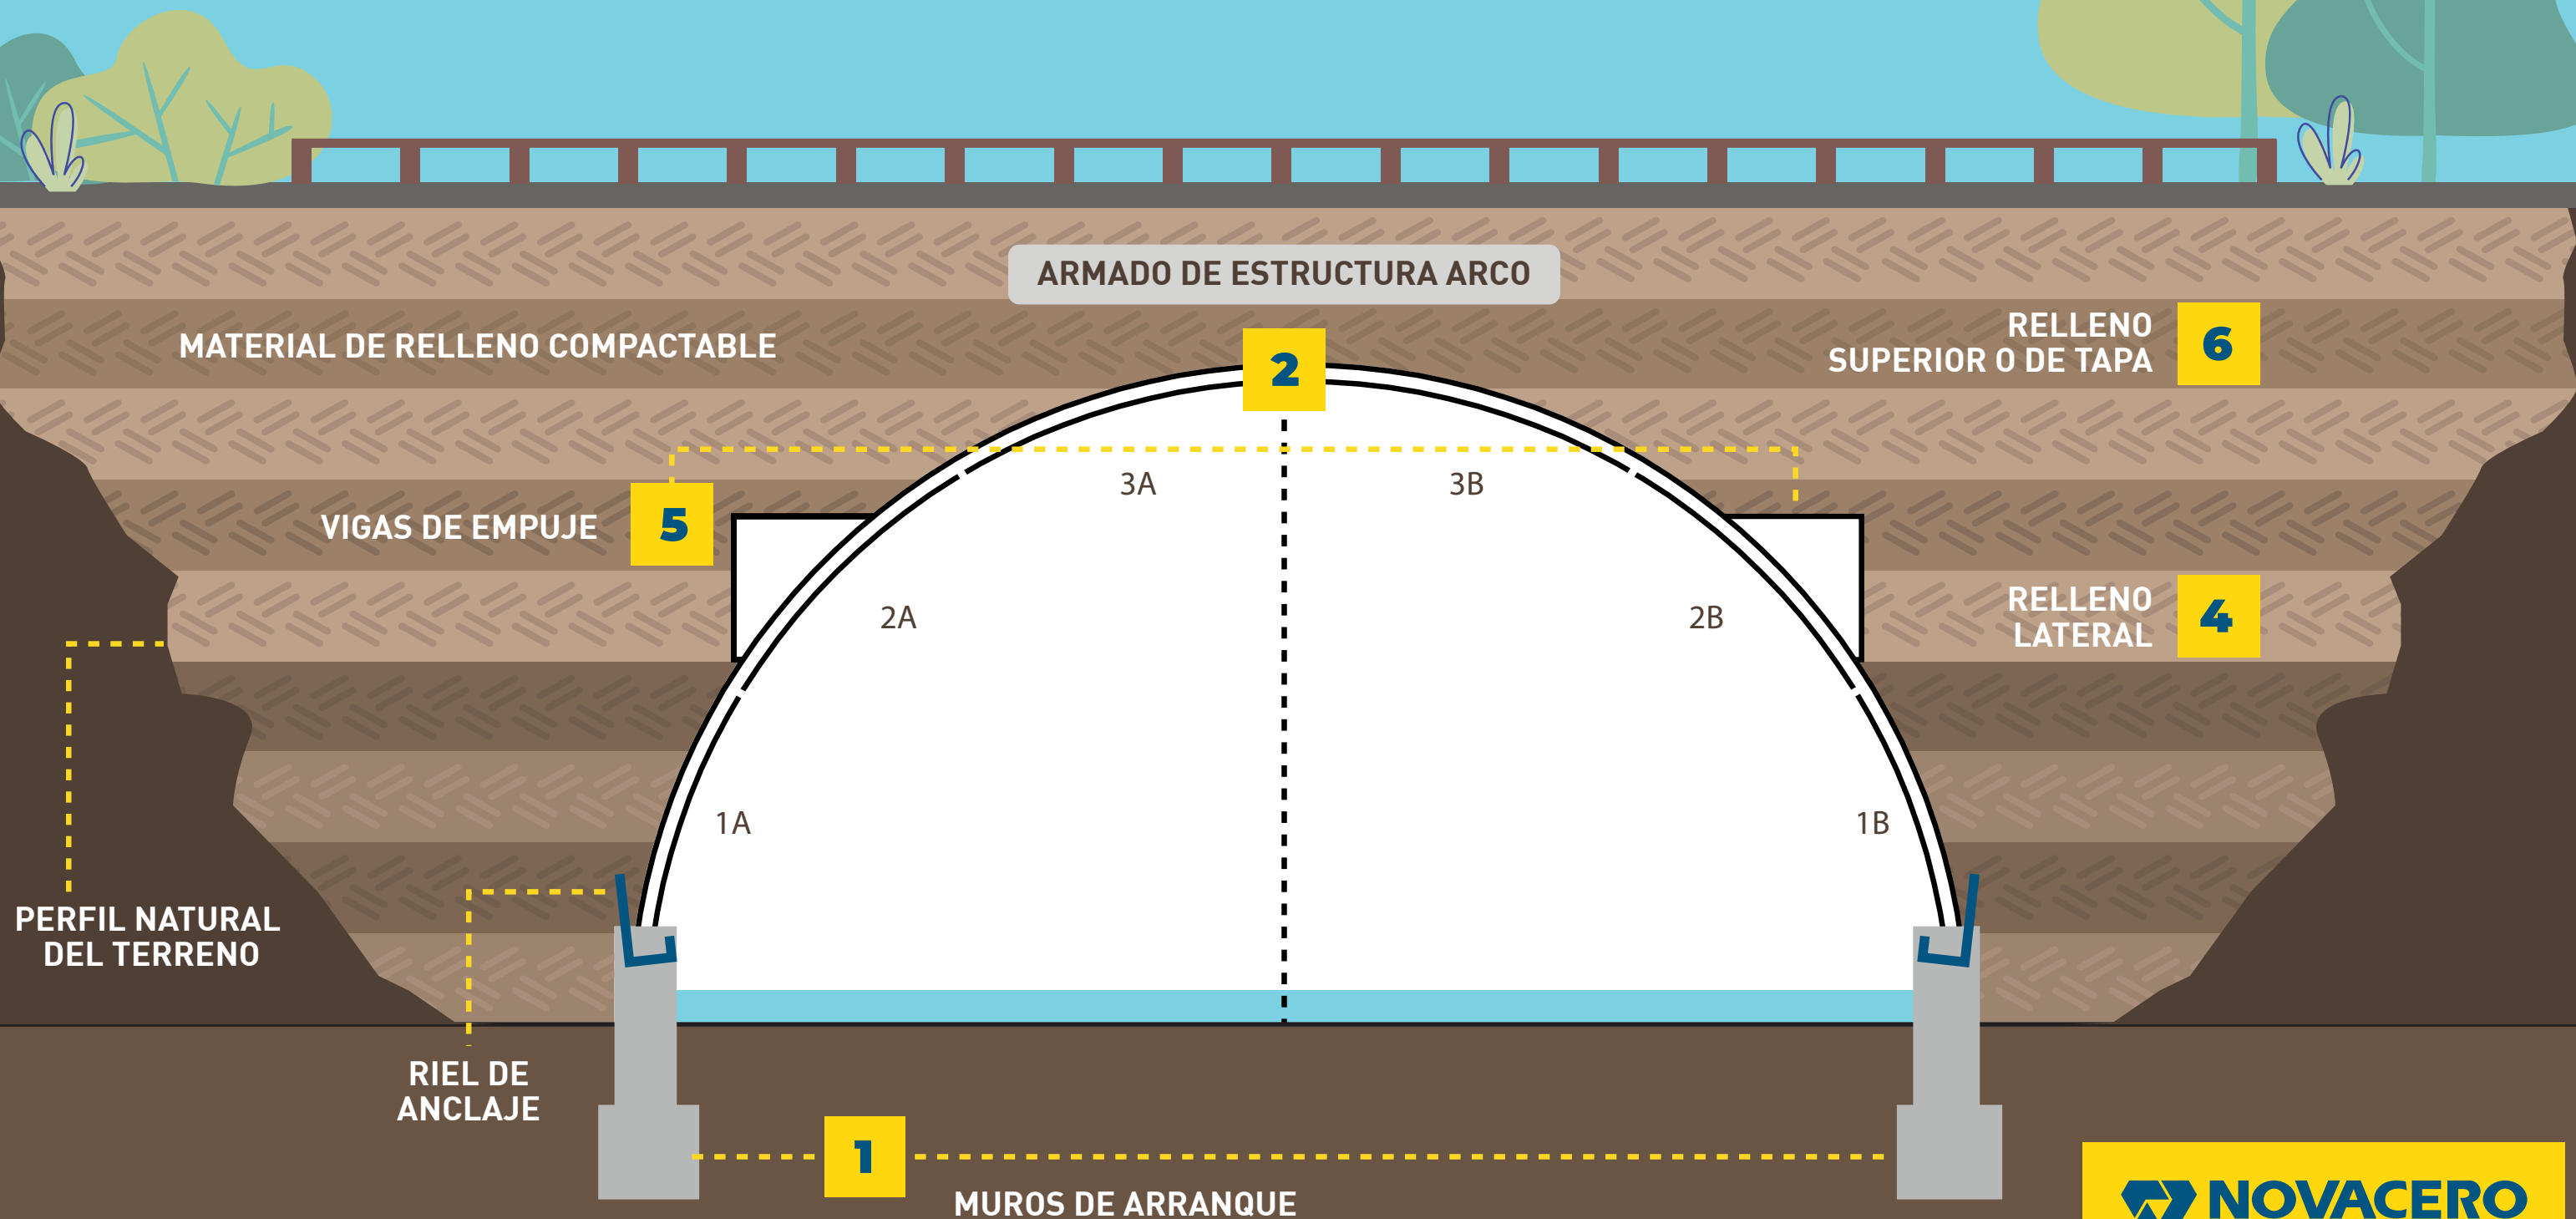 ARMADO DE ESTRUCTURA ARCO
2
MATERIAL DE RELLENO COMPACTABLE
RELLENO
SUPERIOR O DE TAPA
6
VIGAS DE EMPUJE
5
3A
3B
2A
2B
RELLENO
LATERAL
4
1A
1B
PERFIL NATURAL
DEL TERRENO
RIEL DE
ANCLAJE
1
MUROS DE ARRANQUE
NOVACERO